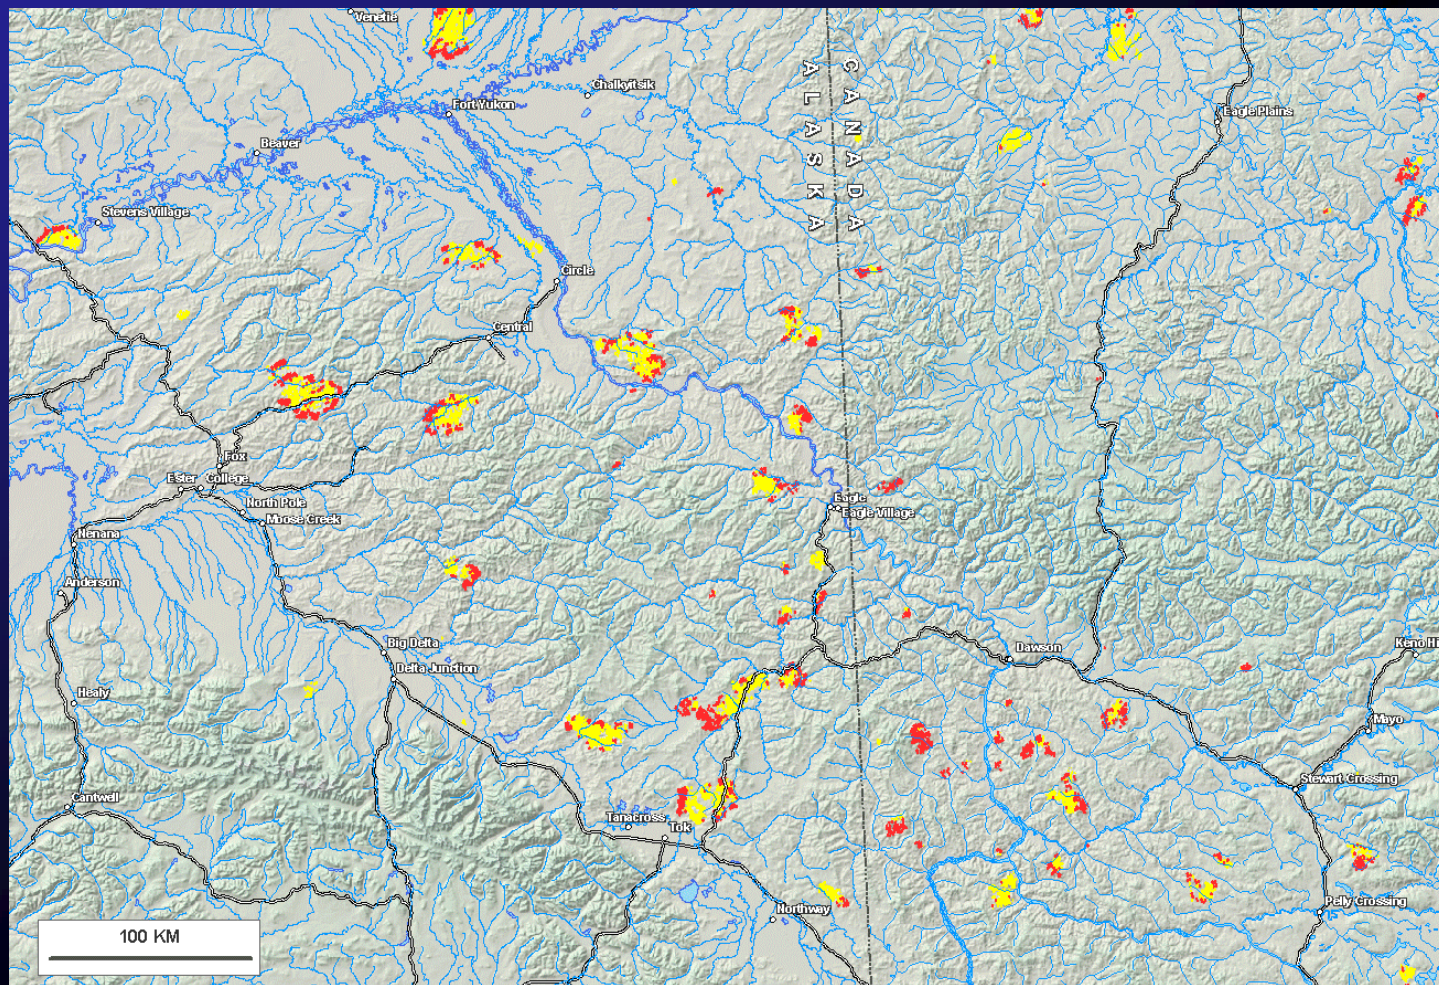 Venetie
Chalkyitsik
Fort Yukon
Eagle Plains
Beaver
CANADA
ALASKA
Stevens Village
Circle
Central
Fox
Ester
College
North Pole
Moose Creek
Eagle
Eagle Village
Nenana
Anderson
Big Delta
Delta Junction
Dawson
Keno Hi
Healy
Mayo
Stewart Crossing
Cantwell
Tanacross
Tok
Northway
Pelly Crossing
100 KM